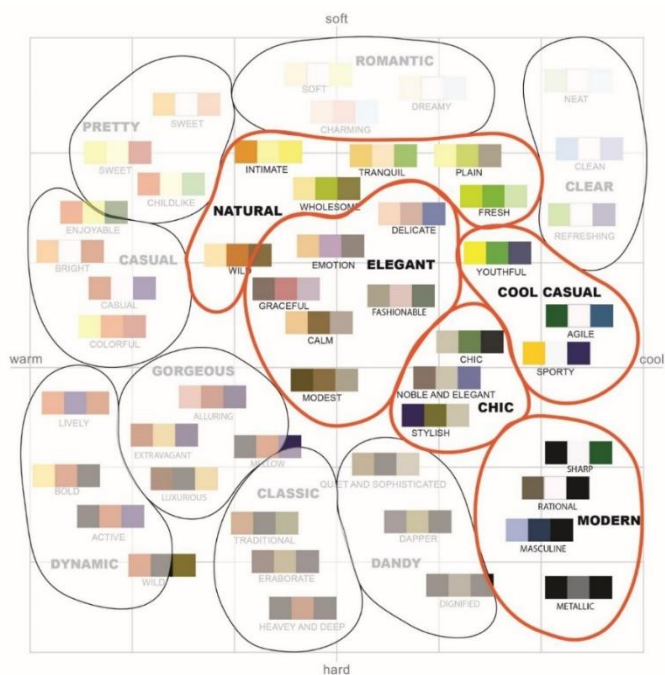 soft
ROMANTIC
SOFT
DREAMY
CHARMING
NEAT
CLEAN
CLEAR
REFRESHING
PRETTY
SWEET
SWEET
CHILDLIKE
ENJOYABLE
CASUAL
BRIGHT
CASUAL
COLORFUL
INTIMATE
TRANQUIL
PLAIN
WHOLESOME
FRESH
NATURAL
WILD
DELICATE
EMOTION
ELEGANT
GRACEFUL
FASHIONABLE
CALM
MODEST
YOUTHFUL
COOL CASUAL
AGILE
SPORTY
warm
cool
CHIC
NOBLE AND ELEGANT
CHIC
STYLISH
GORGEOUS
ALLURING
EXTRAVAGANT
MELLOW
LUXURIOUS
LIVELY
BOLD
ACTIVE
DYNAMIC
WILD
CLASSIC
TRADITIONAL
ERABORATE
HEAVEY AND DEEP
QUIET AND SOPHISTICATED
DAPPER
DANDY
DIGNIFIED
SHARP
RATIONAL
MODERN
MASCULINE
METALLIC
hard